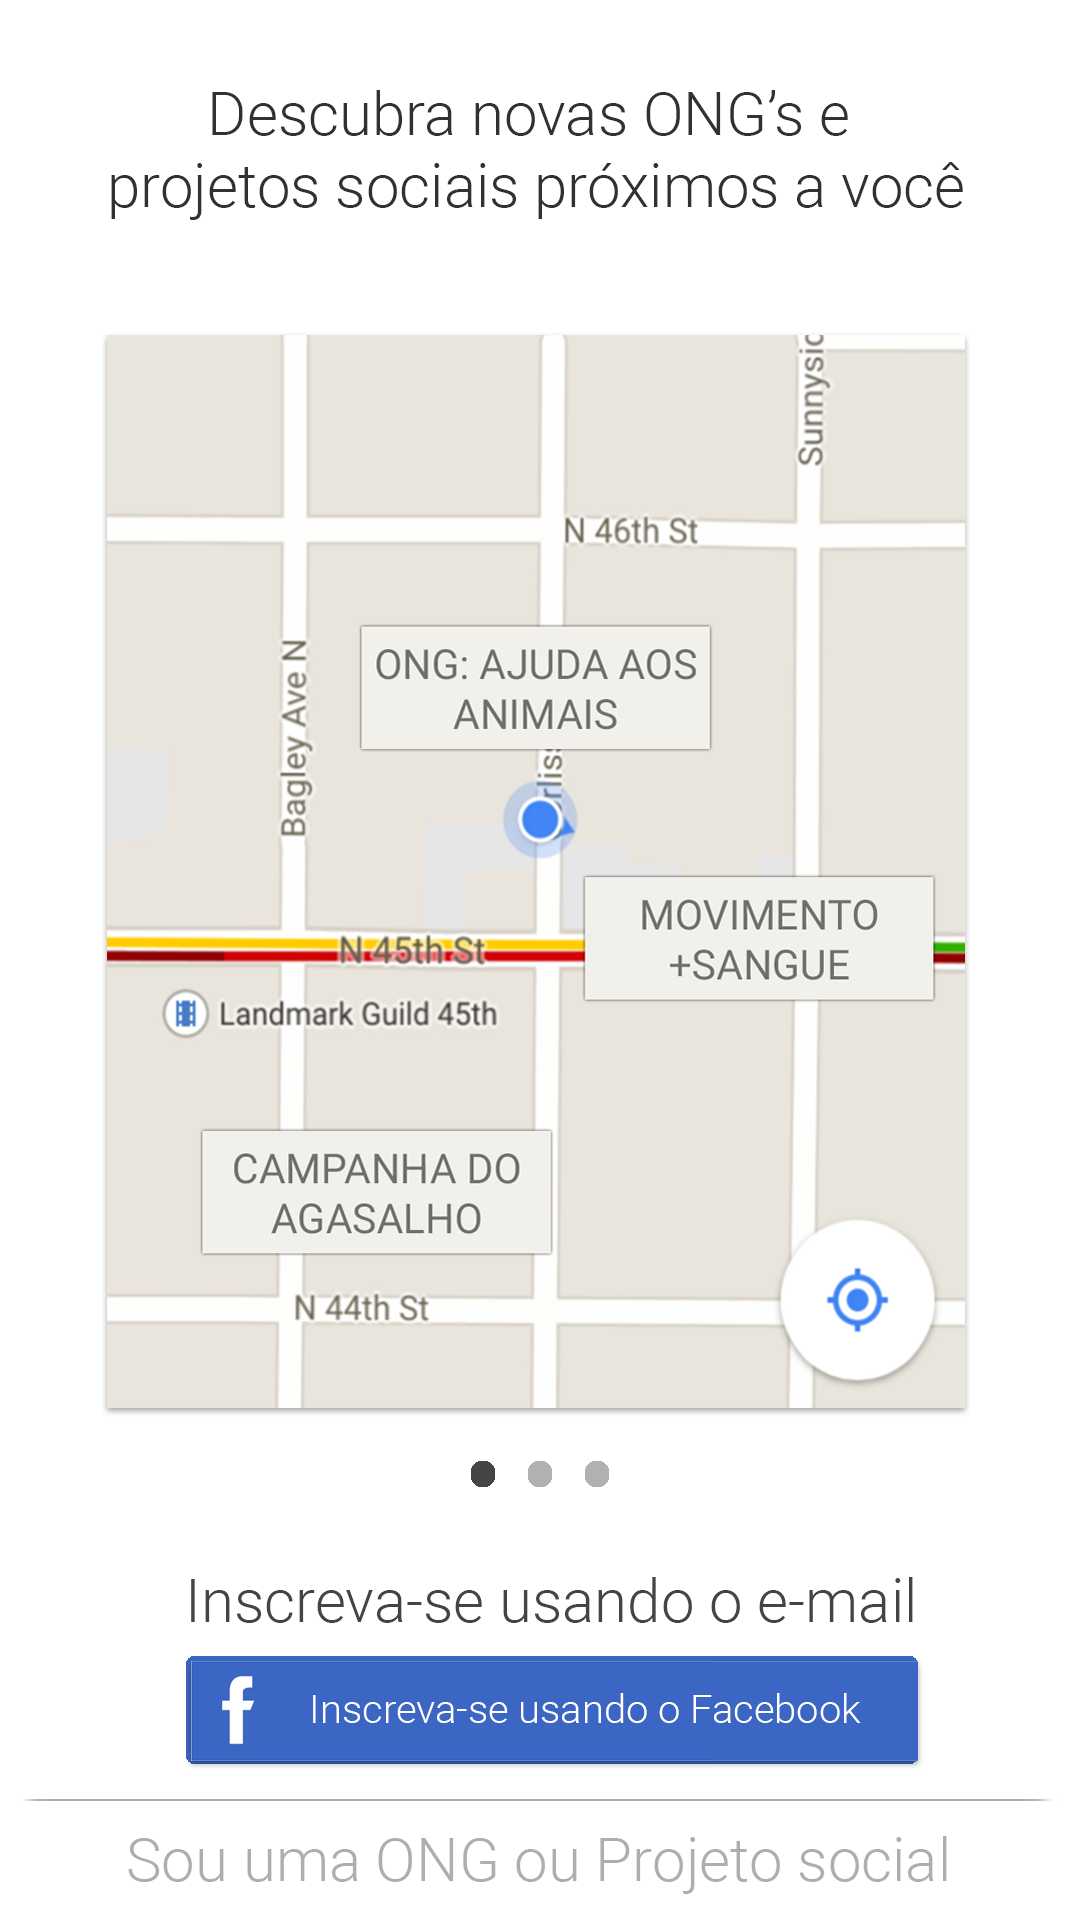 Descubra novas ONG’s e
projetos sociais próximos a você
N 46th St
Bagley Ave N
ONG: AJUDA AOS
ANIMAIS
MOVIMENTO
+SANGUE
N 45th St
Landmark Guild 45th
CAMPANHA DO
AGASALHO
N 44th St
Inscreva-se usando o e-mail
f
Inscreva-se usando o Facebook
Sou uma ONG ou Projeto social